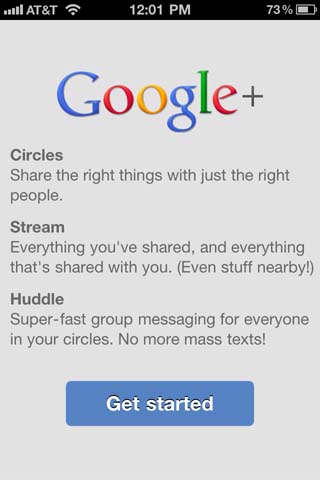 AT&T 12:01 PM 73%
Google+
Circles
Share the right things with just the right
people.
Stream
Everything you've shared, and everything
that's shared with you. (Even stuff nearby!)
Huddle
Super-fast group messaging for everyone
in your circles. No more mass texts!
Get started